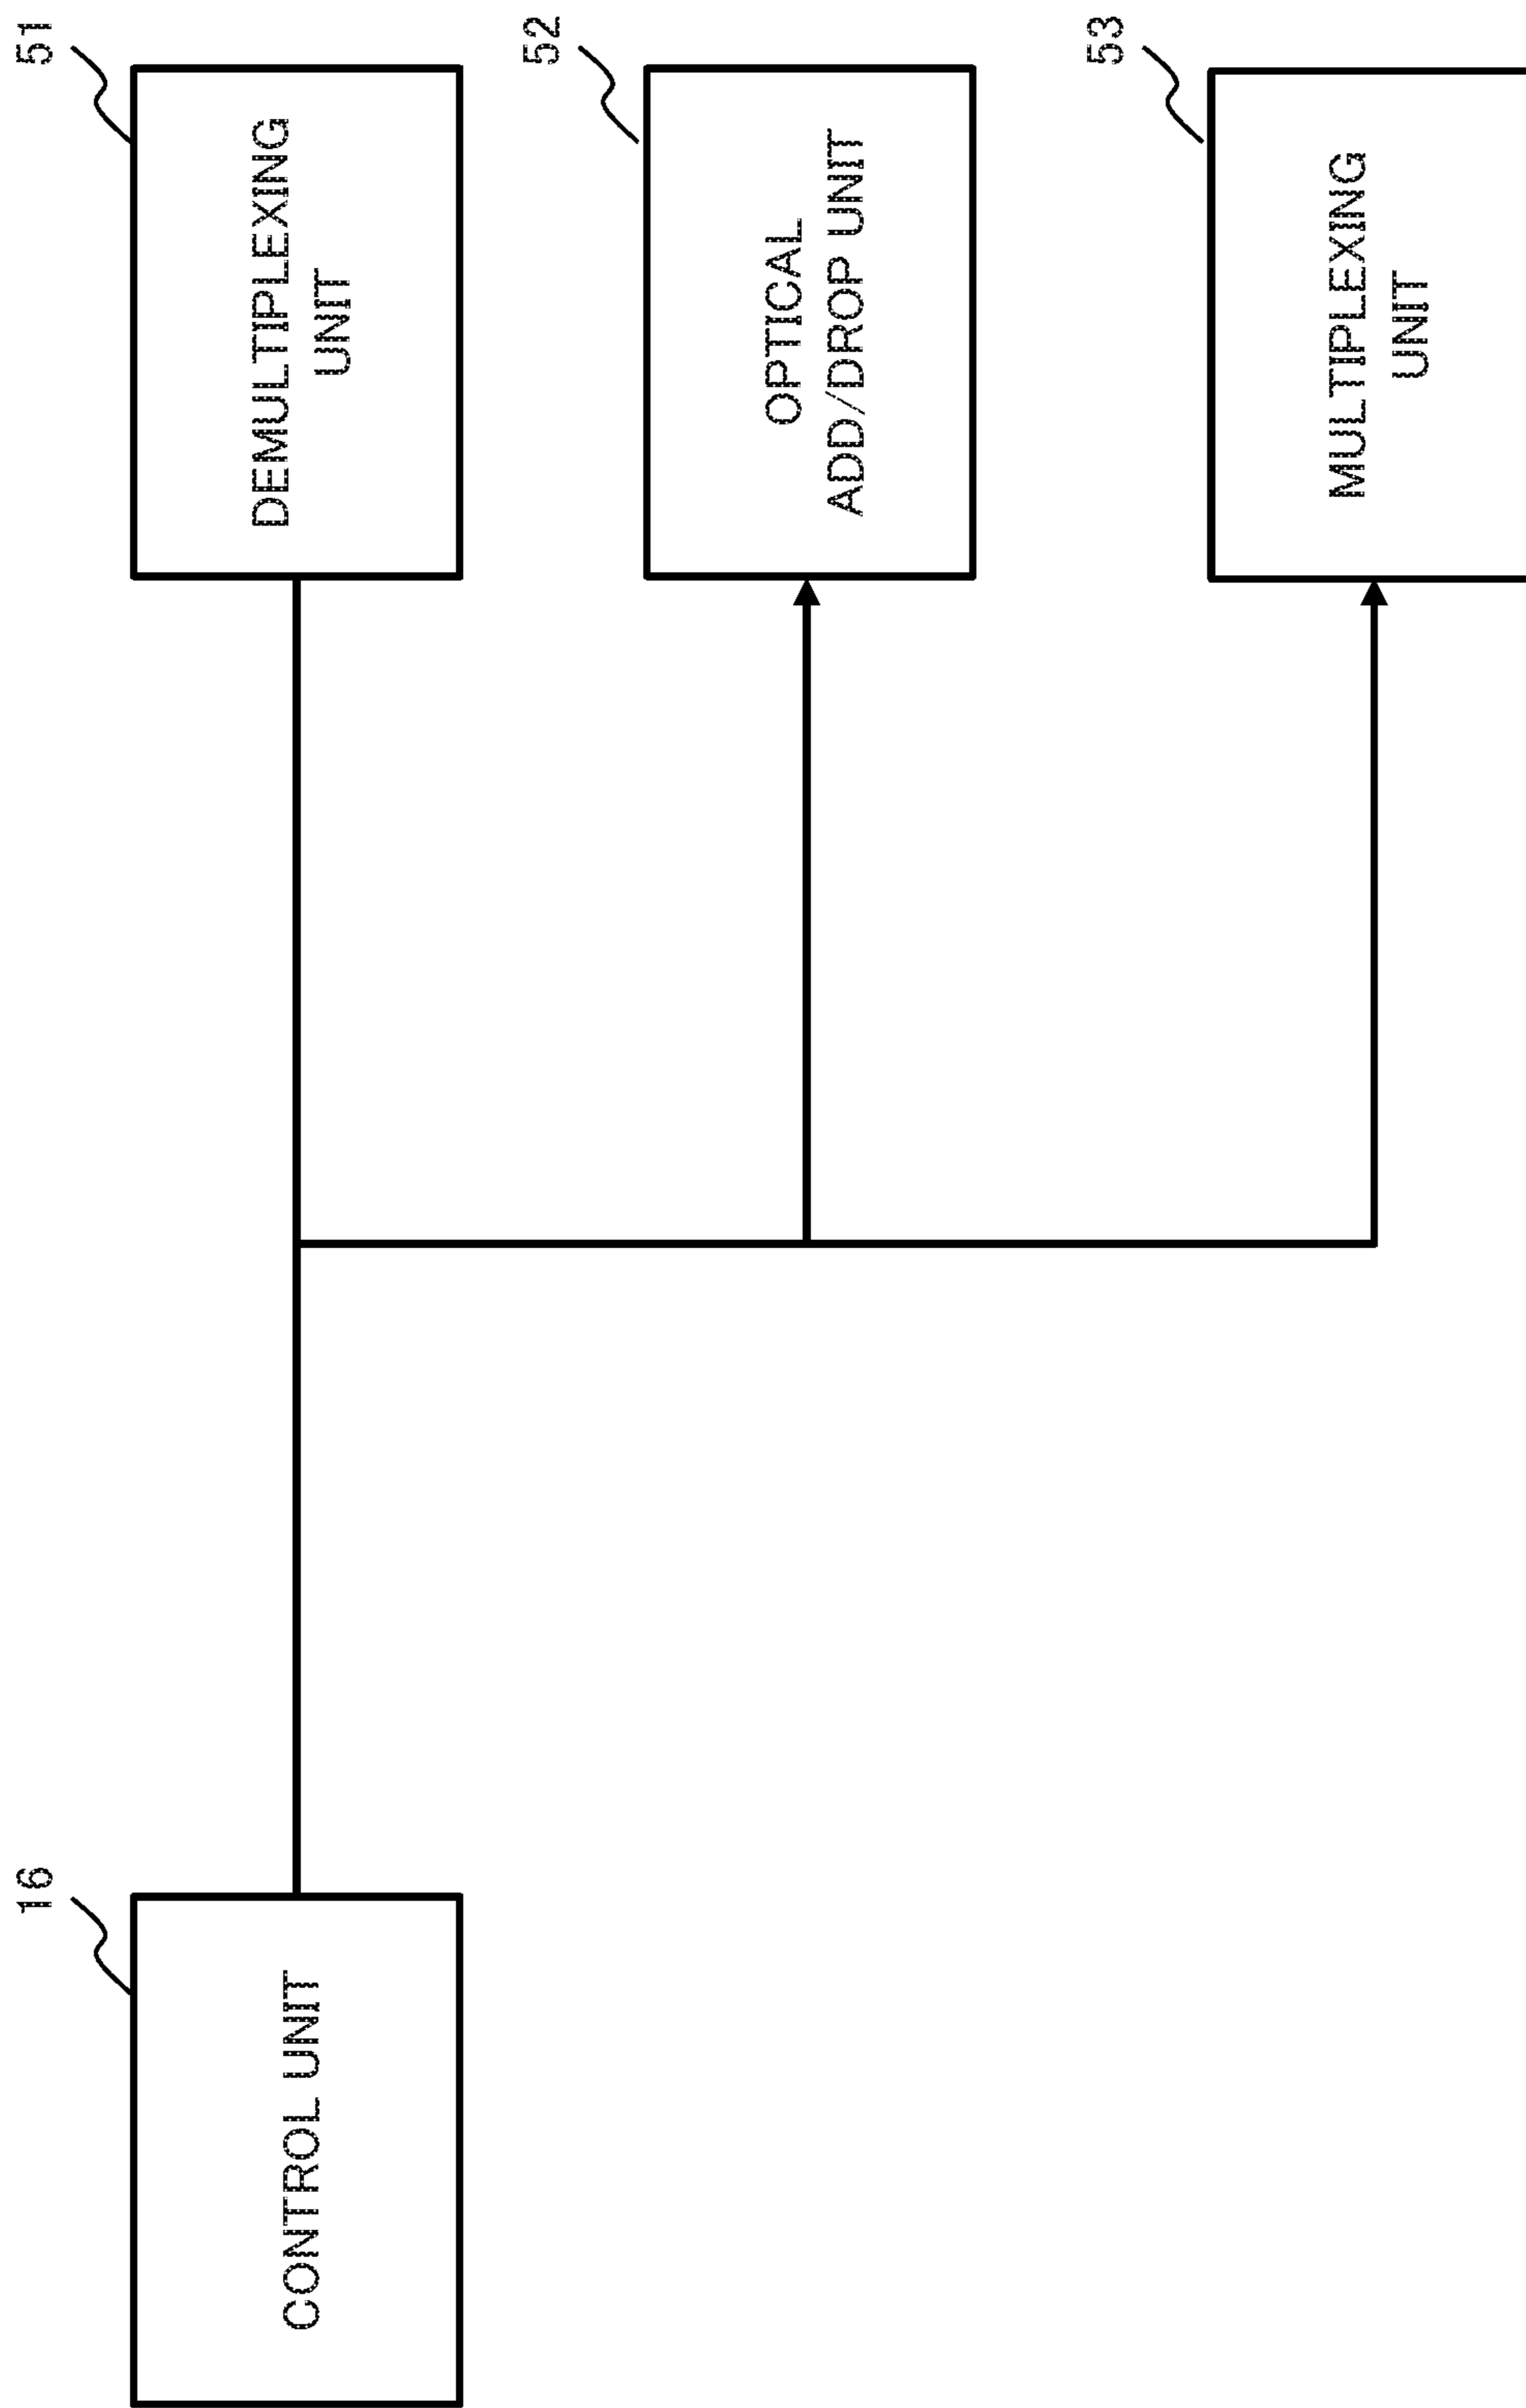 16
CONTROL UNIT
51
DEMULTIPLEXING
UNIT
52
OPTICAL
ADD/DROP UNIT
53
MULTIPLEXING
UNIT